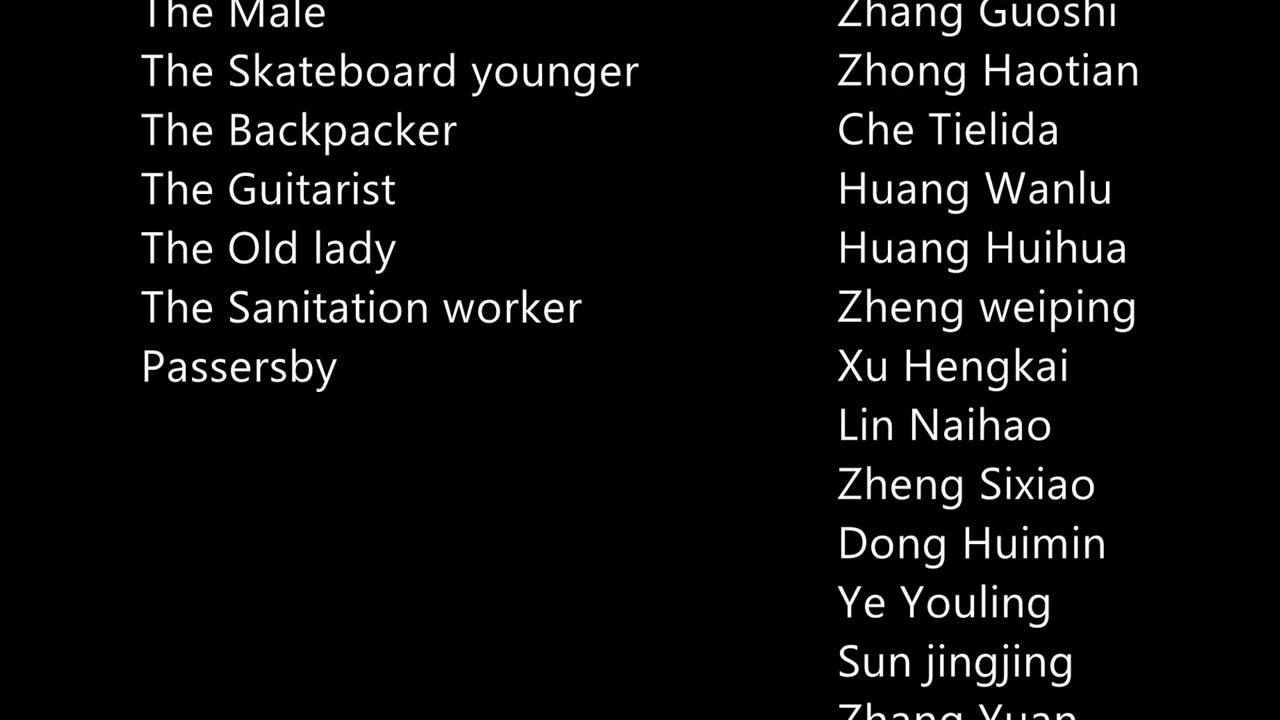 The Male Zhang Guoshi
The Skateboard younger Zhong Haotian
The Backpacker Che Tielida
The Guitarist Huang Wanlu
The Old lady Huang Huihua
The Sanitation worker Zheng weiping
Passersby Xu Hengkai
Lin Naihao
Zheng Sixiao
Dong Huimin
Ye Youling
Sun jingjing
Zhang Yuan